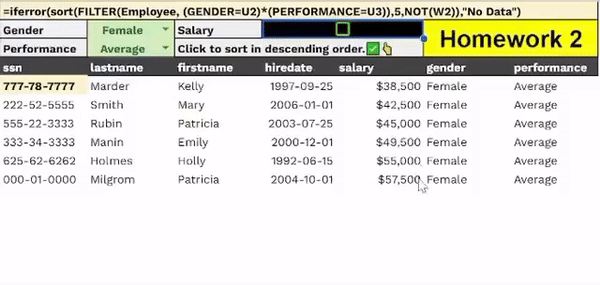 =iferror(sort(FILTER(Employee, (GENDER=U2)*(PERFORMANCE=U3)),5,NOT(W2)),"No Data")
Gender Female Salary
Performance Average Click to sort in descending order.✅👆
Homework 2
ssn lastname firstname hiredate salary gender performance
777-78-7777 Marder Kelly 1997-09-25 $38,500 Female Average
222-52-5555 Smith Mary 2006-01-01 $42,500 Female Average
555-22-3333 Rubin Patricia 2003-07-25 $45,000 Female Average
333-34-3333 Manin Emily 2000-12-01 $49,500 Female Average
625-62-6262 Holmes Holly 1992-06-15 $55,000 Female Average
000-01-0000 Milgrom Patricia 2004-10-01 $57,500 Female Average